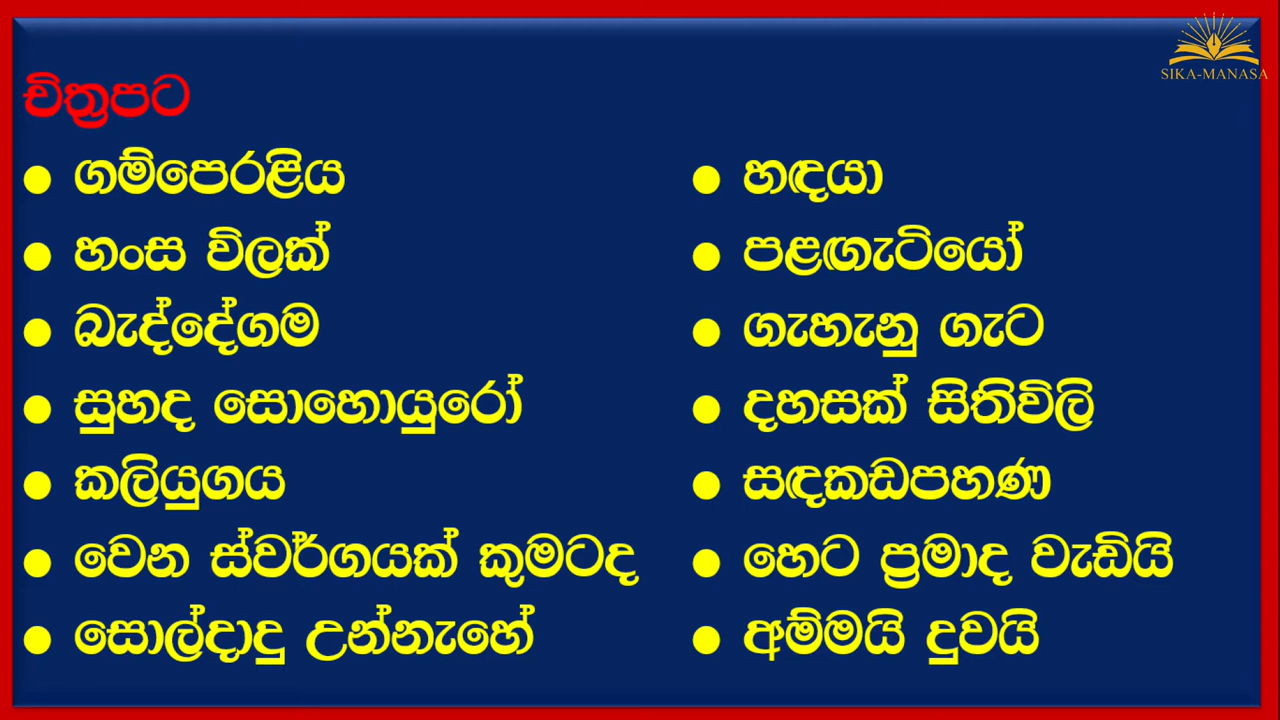 SIKA-MANASA
චිත්‍රපට
● ගම්පෙරළිය
● හංස විලක්
● බැද්දේගම
● සුහද සොහොයුරෝ
● කලියුගය
● වෙන ස්වර්ගයක් කුමටද
● සොල්දාදු උන්නැහේ
● හඳයා
● පළඟැටියෝ
● ගැහැනු ගැට
● දහසක් සිතිවිලි
● සඳකඩපහණ
● හෙට ප්‍රමාද වැඩියි
● අම්මයි දුවයි